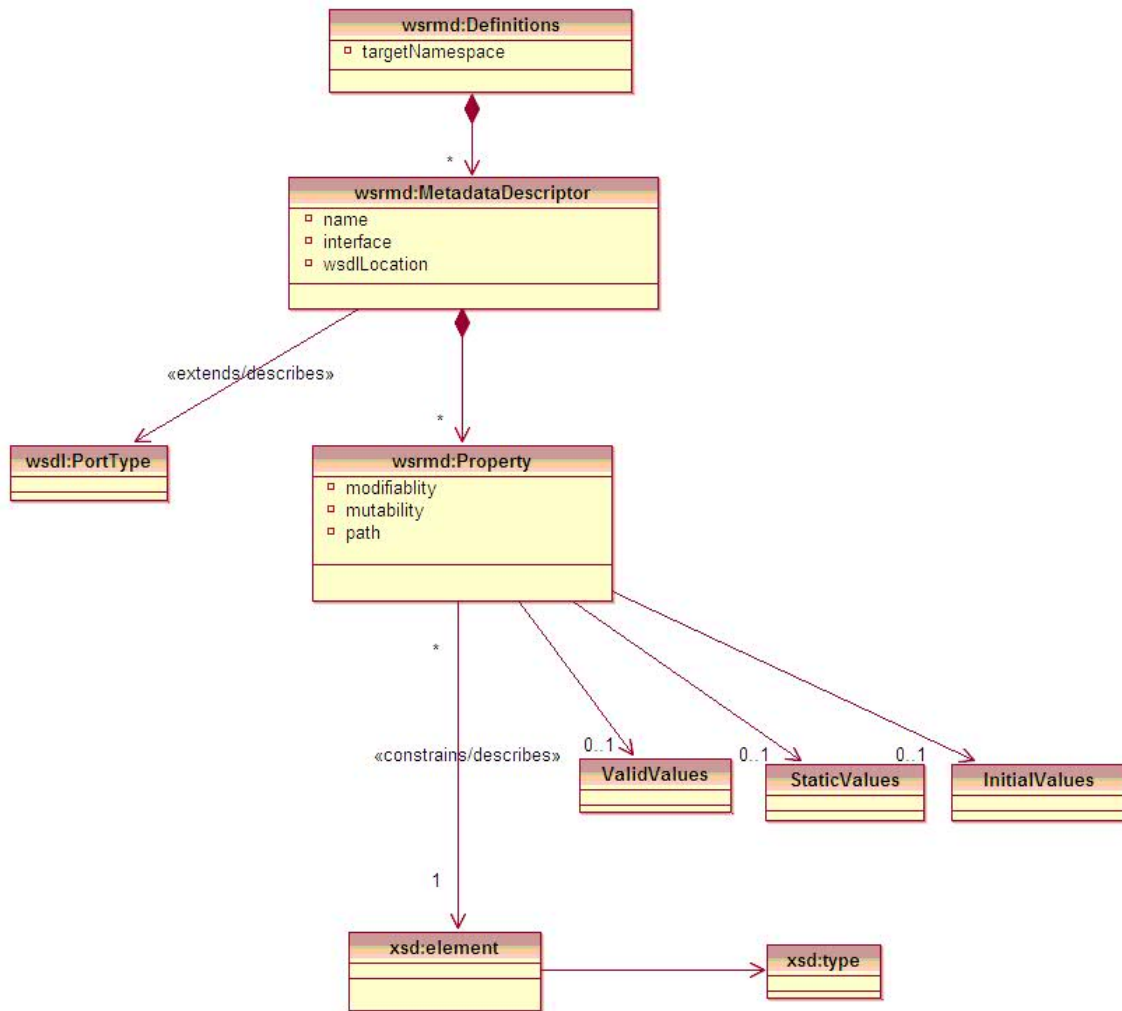 wsrmd:Definitions
targetNamespace
*
wsrmd:MetadataDescriptor
name
interface
wsdlLocation
«extends/describes»
*
wsdl:PortType
wsrmd:Property
modifiablity
mutability
path
*
«constrains/describes»
0..1
0..1
0..1
ValidValues
StaticValues
InitialValues
1
xsd:element
xsd:type